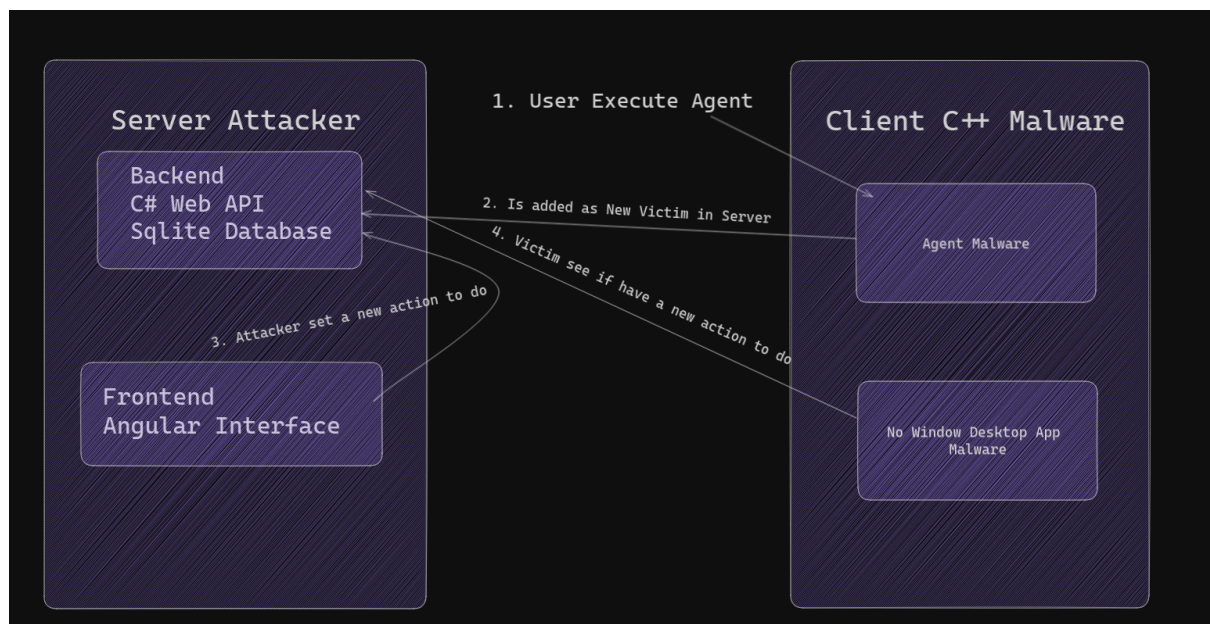 Server Attacker
Backend
C# Web API
Sqlite Database
Frontend
Angular Interface
1. User Execute Agent
2. Is added as New Victim in Server
3. Attacker set a new action to do
4. Victim see if have a new action to do
Client C++ Malware
Agent Malware
No Window Desktop App
Malware